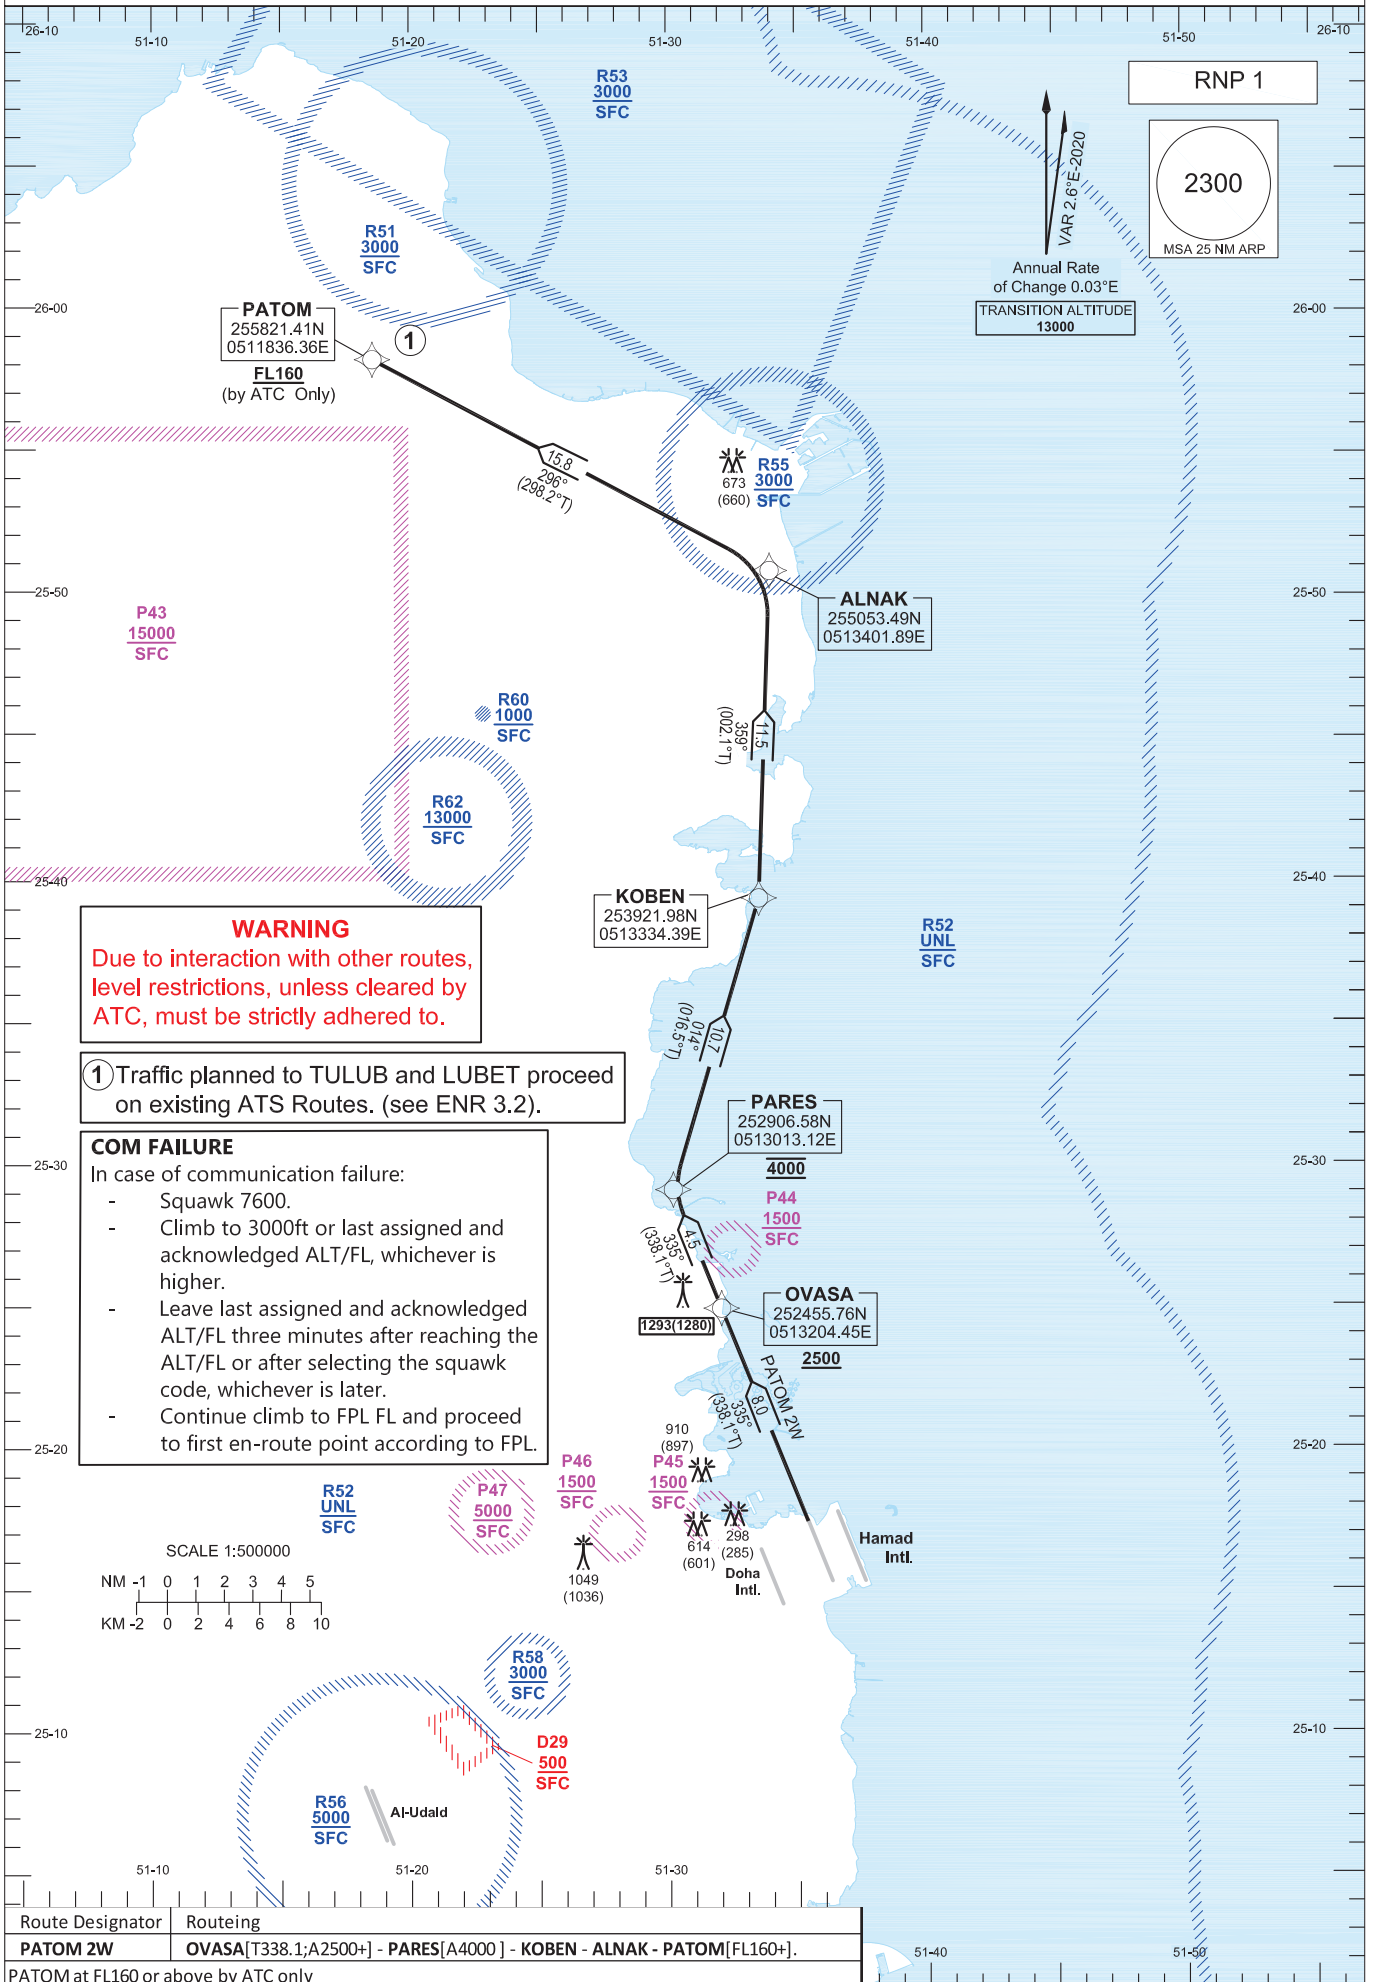 26-10
51-10
51-20
51-30
51-40
51-50
26-10
RNP 1
2300
MSA 25 NM ARP
VAR 2.6°E-2020
Annual Rate
of Change 0.03°E
TRANSITION ALTITUDE
13000
R53
3000
SFC
R51
3000
SFC
26-00
26-00
PATOM
255821.41N
0511836.36E
FL160
(by ATC Only)
1
15.8
296°
(298.2°T)
673
(660)
R55
3000
SFC
25-50
25-50
ALNAK
255053.49N
0513401.89E
P43
15000
SFC
R60
1000
SFC
11.5
359°
(002.1°T)
R62
13000
SFC
25-40
25-40
KOBEN
253921.98N
0513334.39E
R52
UNL
SFC
WARNING
Due to interaction with other routes,
level restrictions, unless cleared by
ATC, must be strictly adhered to.
10.7
014°
(016.5°T)
1 Traffic planned to TULUB and LUBET proceed
on existing ATS Routes. (see ENR 3.2).
PARES
252906.58N
0513013.12E
4000
25-30
25-30
COM FAILURE
In case of communication failure:
- Squawk 7600.
- Climb to 3000ft or last assigned and
acknowledged ALT/FL, whichever is
higher.
- Leave last assigned and acknowledged
ALT/FL three minutes after reaching the
ALT/FL or after selecting the squawk
code, whichever is later.
- Continue climb to FPL FL and proceed
to first en-route point according to FPL.
P44
1500
SFC
4.5
335°
(338.1°T)
1293(1280)
OVASA
252455.76N
0513204.45E
2500
PATOM 2W
8.0
335°
(338.1°T)
25-20
25-20
910
(897)
P46
1500
SFC
P45
1500
SFC
P47
5000
SFC
R52
UNL
SFC
614
(601)
298
(285)
1049
(1036)
Doha
Intl.
Hamad
Intl.
SCALE 1:500000
NM -1 0 1 2 3 4 5
KM -2 0 2 4 6 8 10
R58
3000
SFC
25-10
25-10
D29
500
SFC
R56
5000
SFC
Al-Udald
51-10
51-20
51-30
51-40
51-50
Route Designator Routeing
PATOM 2W OVASA[T338.1;A2500+] - PARES[A4000 ] - KOBEN - ALNAK - PATOM[FL160+].
PATOM at FL160 or above by ATC only